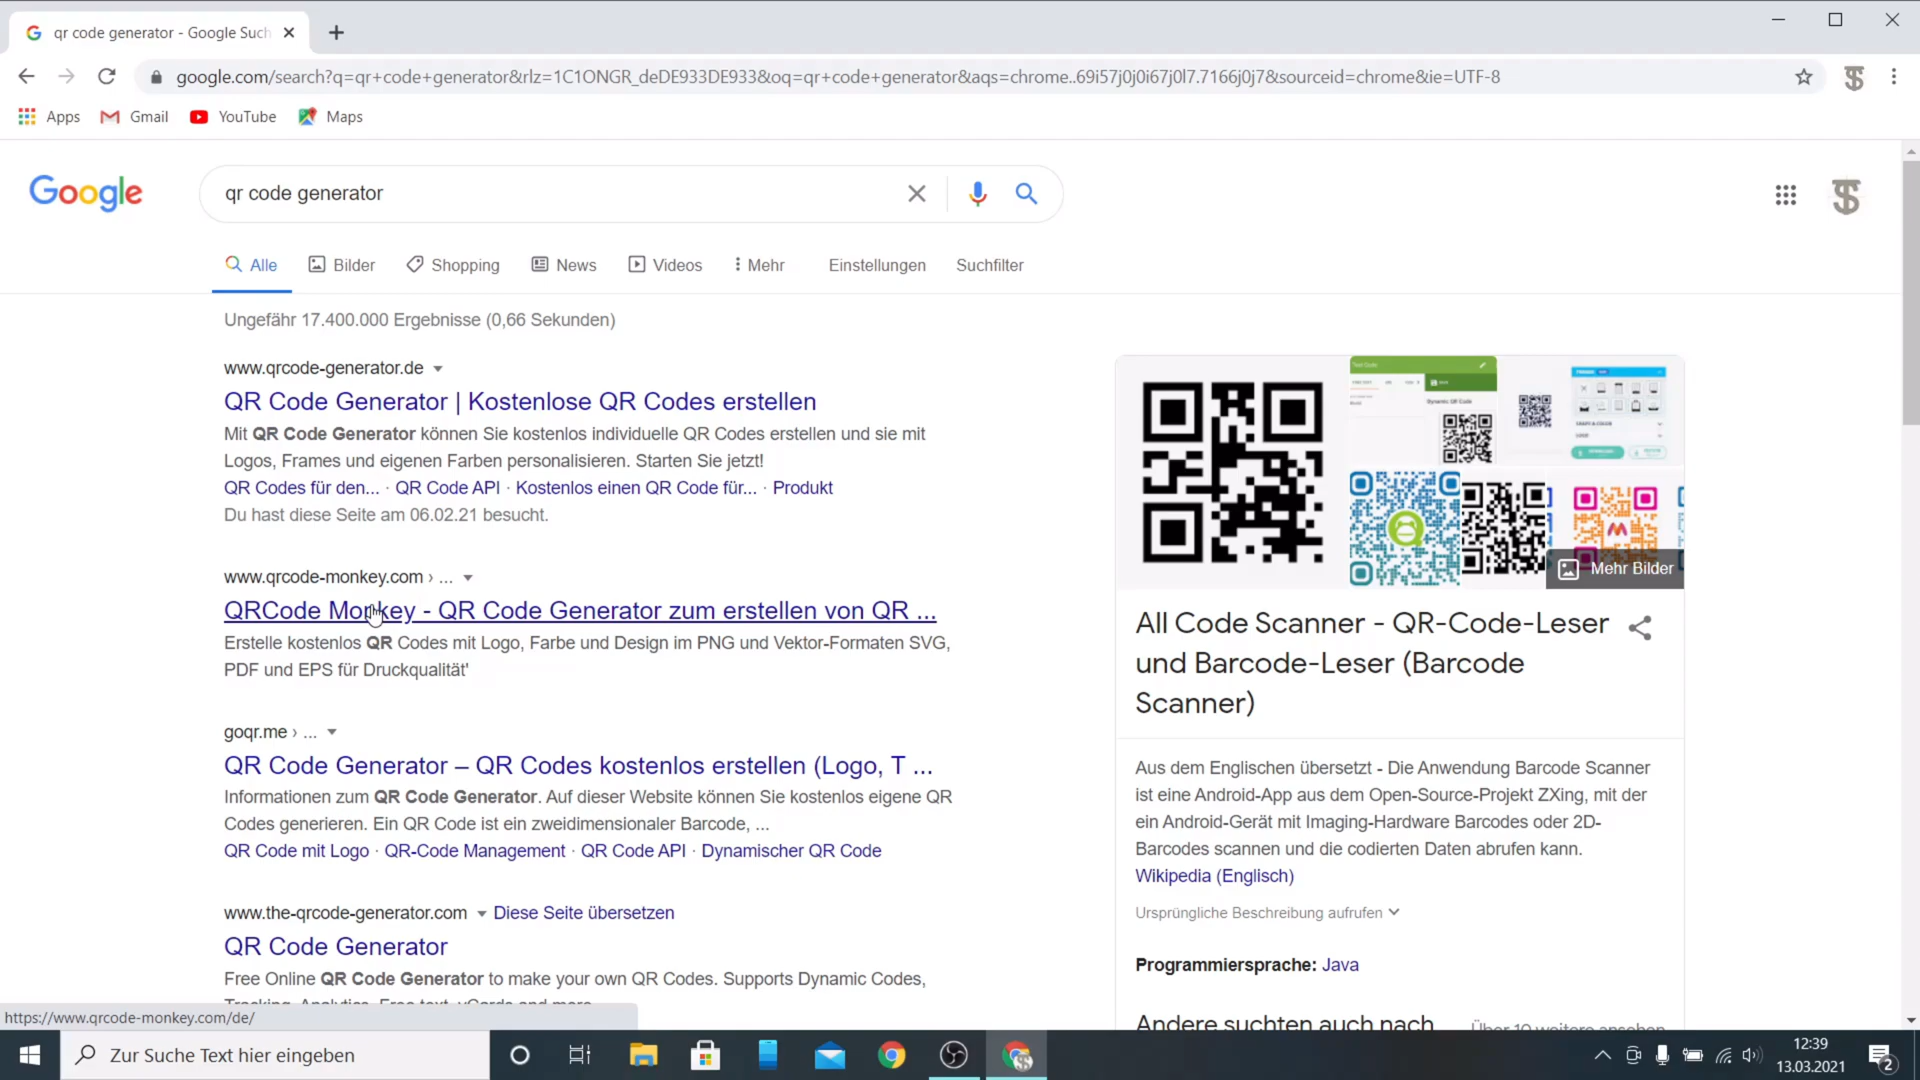 qr code generator - Google Such
google.com/search?q=qr+code+generator&rlz=1C1ONGR_deDE933DE933&oq=qr+code+generator&aqs=chrome..69i57j0j0i67j0l7.7166j0j7&sourceid=chrome&ie=UTF-8
Apps Gmail YouTube Maps
Google
qr code generator
Alle Bilder Shopping News Videos Mehr Einstellungen Suchfilter
Ungefähr 17.400.000 Ergebnisse (0,66 Sekunden)
www.qrcode-generator.de
QR Code Generator | Kostenlose QR Codes erstellen
Mit QR Code Generator können Sie kostenlos individuelle QR Codes erstellen und sie mit
Logos, Frames und eigenen Farben personalisieren. Starten Sie jetzt!
QR Codes für den... · QR Code API · Kostenlos einen QR Code für... · Produkt
Du hast diese Seite am 06.02.21 besucht.
www.qrcode-monkey.com › ...
QRCode Monkey - QR Code Generator zum erstellen von QR ...
Erstelle kostenlos QR Codes mit Logo, Farbe und Design im PNG und Vektor-Formaten SVG,
PDF und EPS für Druckqualität'
goqr.me › ...
QR Code Generator – QR Codes kostenlos erstellen (Logo, T ...
Informationen zum QR Code Generator. Auf dieser Website können Sie kostenlos eigene QR
Codes generieren. Ein QR Code ist ein zweidimensionaler Barcode, ...
QR Code mit Logo · QR-Code Management · QR Code API · Dynamischer QR Code
www.the-qrcode-generator.com Diese Seite übersetzen
QR Code Generator
Free Online QR Code Generator to make your own QR Codes. Supports Dynamic Codes,
Tracking, Analytics, Free text, vCards and more.
https://www.qrcode-monkey.com/de/
Mehr Bilder
All Code Scanner - QR-Code-Leser
und Barcode-Leser (Barcode
Scanner)
Aus dem Englischen übersetzt - Die Anwendung Barcode Scanner
ist eine Android-App aus dem Open-Source-Projekt ZXing, mit der
ein Android-Gerät mit Imaging-Hardware Barcodes oder 2D-
Barcodes scannen und die codierten Daten abrufen kann.
Wikipedia (Englisch)
Ursprüngliche Beschreibung aufrufen
Programmiersprache: Java
Andere suchten auch nach Über 10 weitere ansehen
Zur Suche Text hier eingeben
12:39
13.03.2021
2